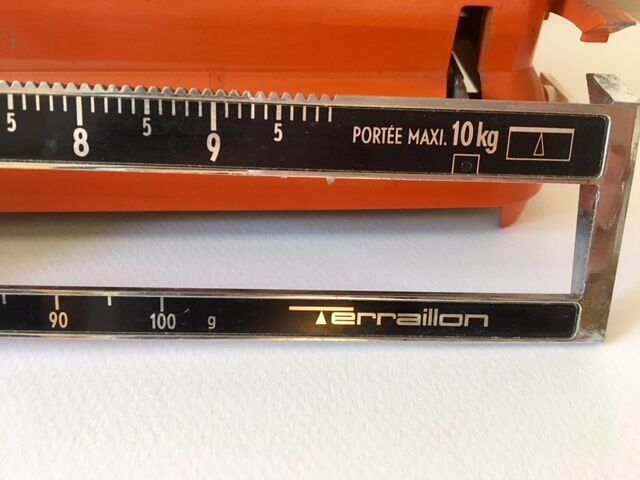 5 8 5 9 5 PORTÉE MAXI. 10 kg
90 100 g Terraillon